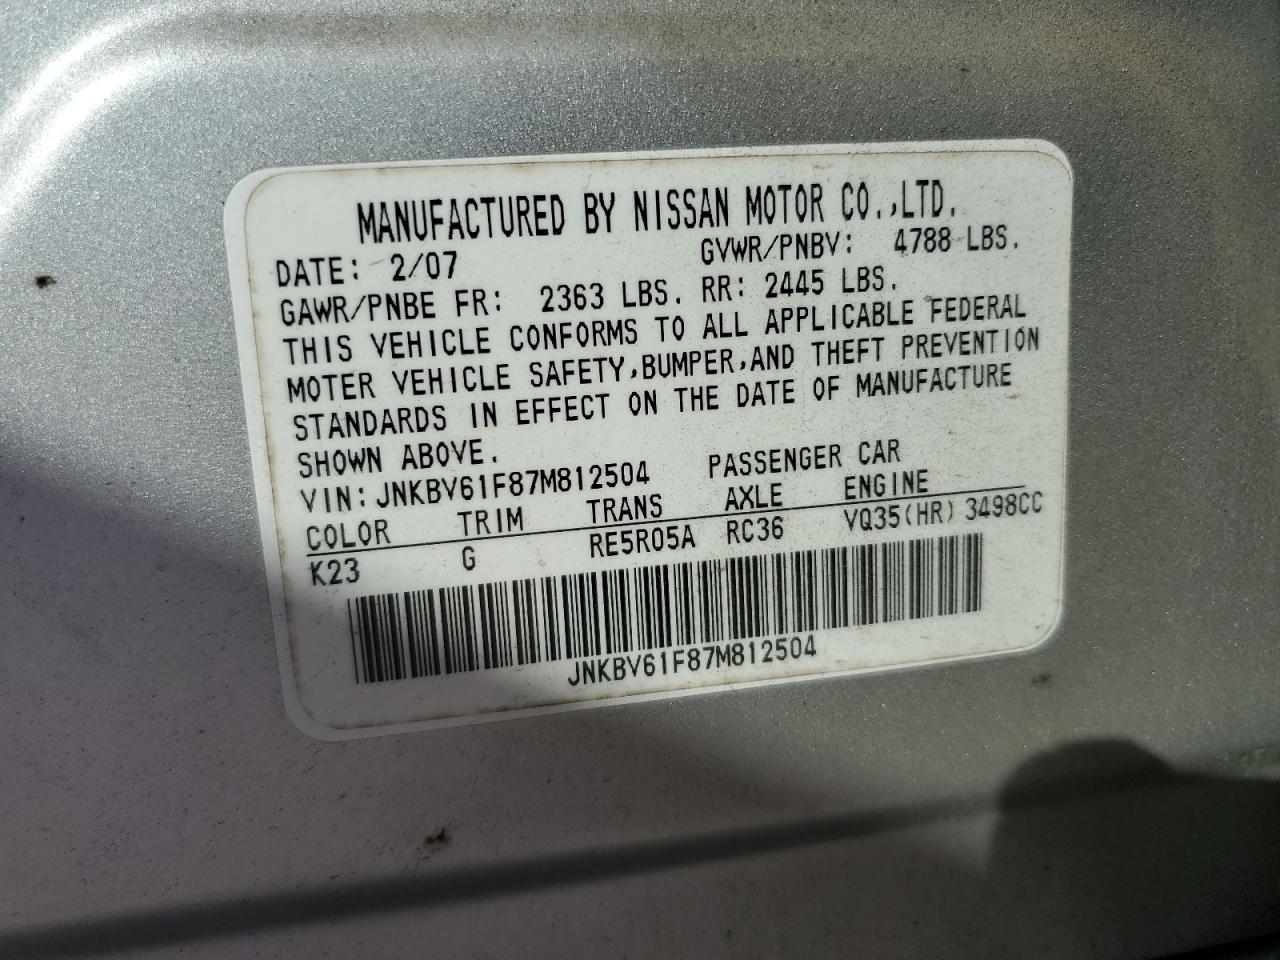 MANUFACTURED BY NISSAN MOTOR CO.,LTD.
DATE: 2/07 GVWR/PNBV: 4788 LBS.
GAWR/PNBE FR: 2363 LBS. RR: 2445 LBS.
THIS VEHICLE CONFORMS TO ALL APPLICABLE FEDERAL
MOTER VEHICLE SAFETY,BUMPER,AND THEFT PREVENTION
STANDARDS IN EFFECT ON THE DATE OF MANUFACTURE
SHOWN ABOVE.
VIN: JNKBV61F87M812504 PASSENGER CAR
COLOR TRIM TRANS AXLE ENGINE
K23 G RE5R05A RC36 VQ35(HR) 3498CC
JNKBV61F87M812504